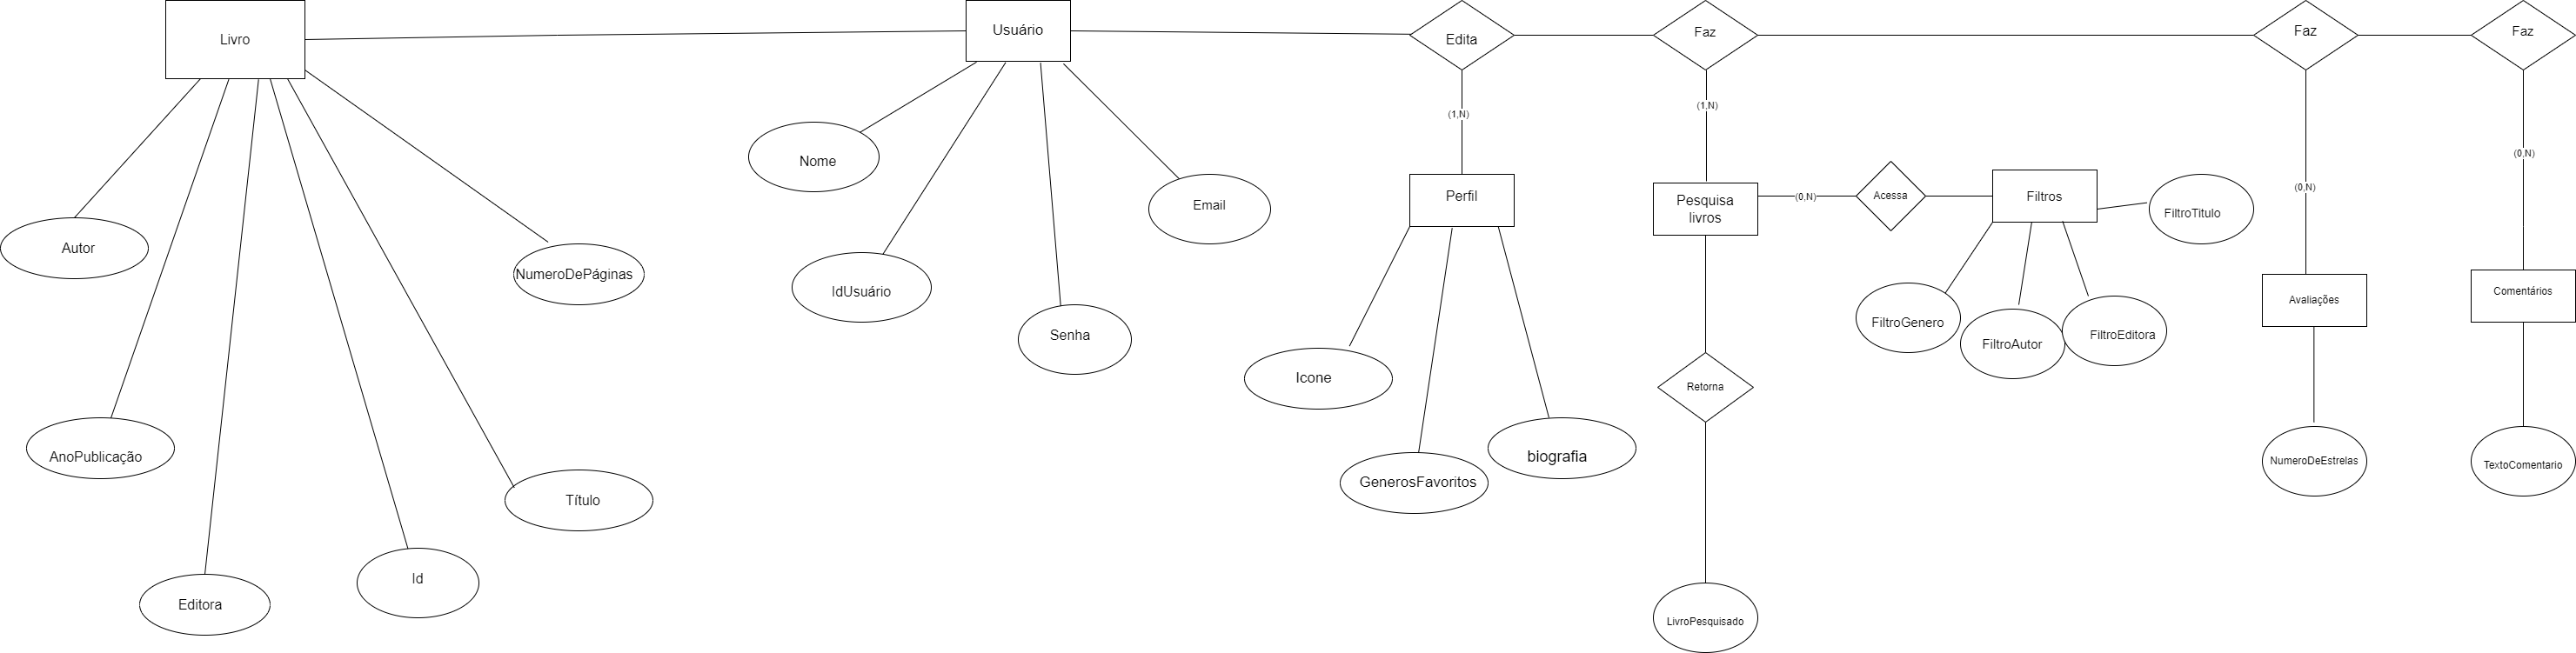 Livro
Usuário
Edita
Faz
Faz
Faz
(1,N)
(1,N)
(0,N)
(0,N)
Nome
Email
Perfil
Pesquisa
livros
(0,N)
Acessa
Filtros
FiltroTitulo
Autor
NumeroDePáginas
IdUsuário
Senha
FiltroGenero
FiltroAutor
FiltroEditora
Avaliações
Comentários
Icone
Retorna
AnoPublicação
GenerosFavoritos
biografia
NumeroDeEstrelas
TextoComentario
Título
Id
Editora
LivroPesquisado